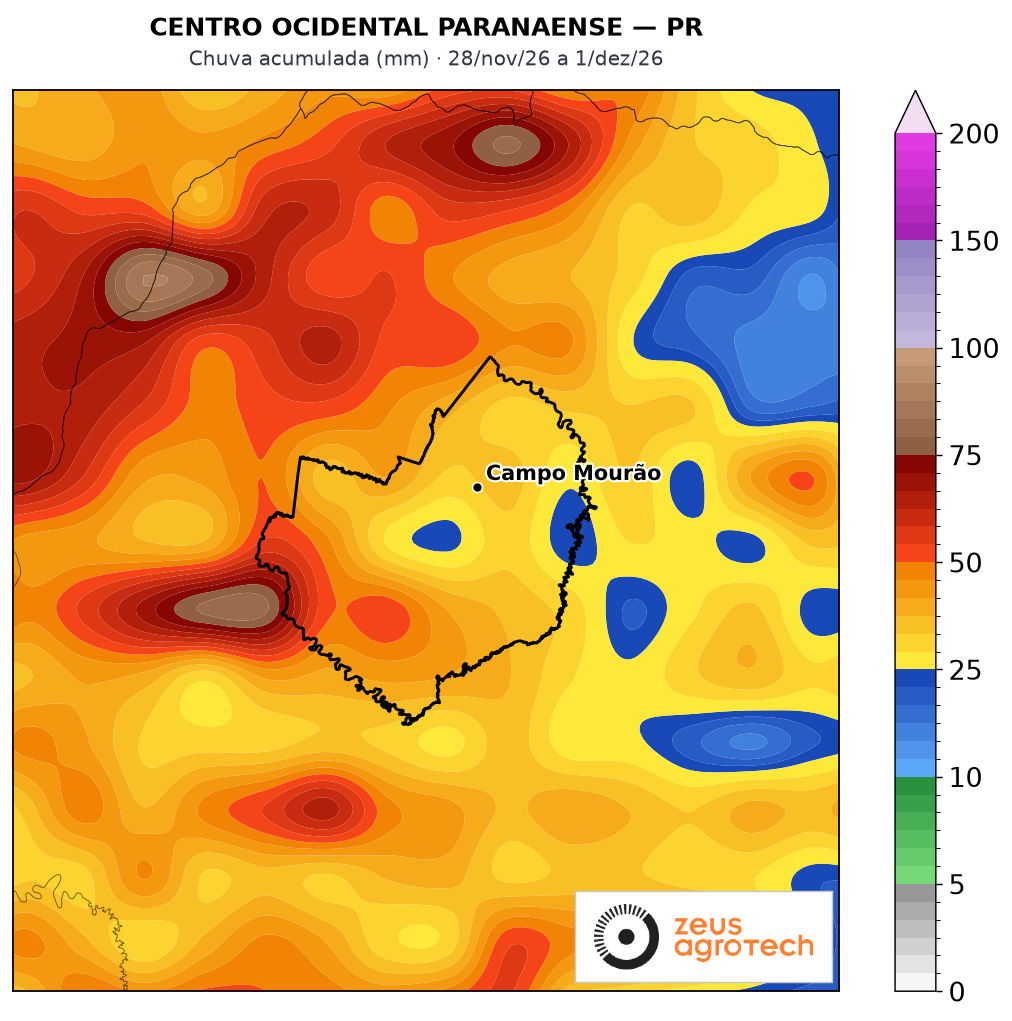 CENTRO OCIDENTAL PARANAENSE — PR
Chuva acumulada (mm) · 28/nov/26 a 1/dez/26
200
150
100
75
50
25
10
5
0
Campo Mourão
zeus
agrotech